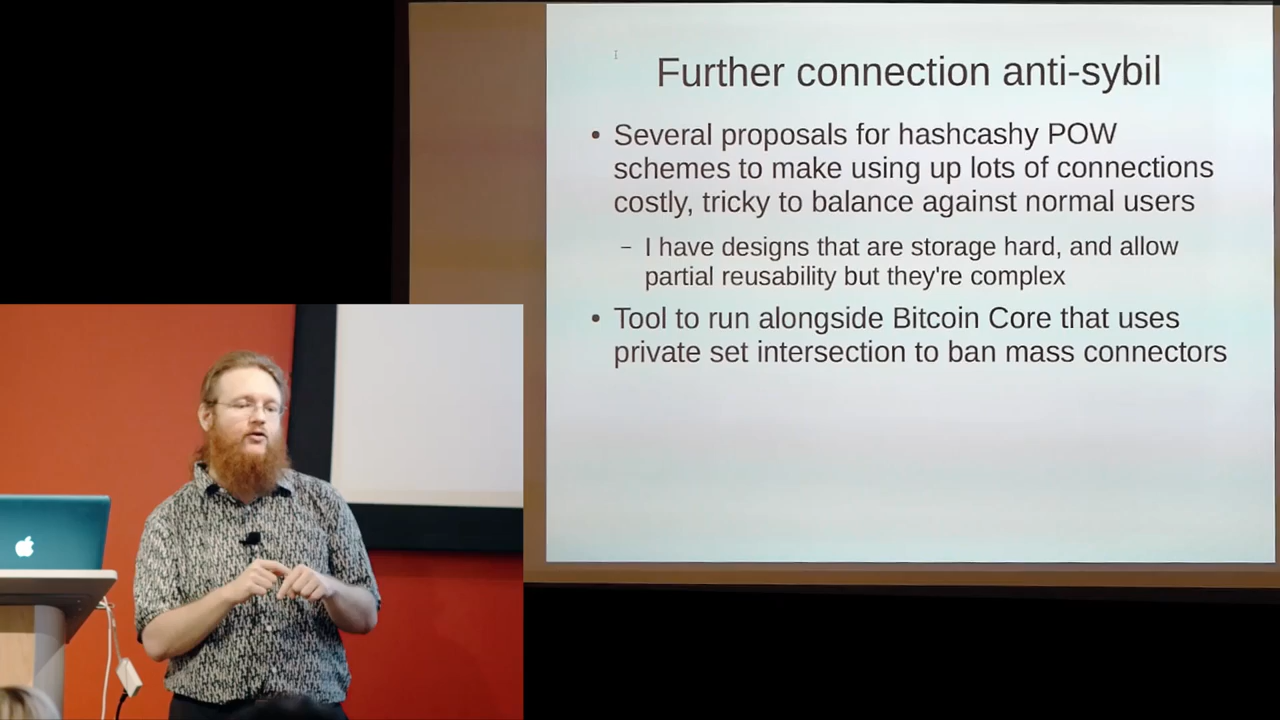 Further connection anti-sybil
• Several proposals for hashcashy POW
schemes to make using up lots of connections
costly, tricky to balance against normal users
– I have designs that are storage hard, and allow
partial reusability but they're complex
• Tool to run alongside Bitcoin Core that uses
private set intersection to ban mass connectors